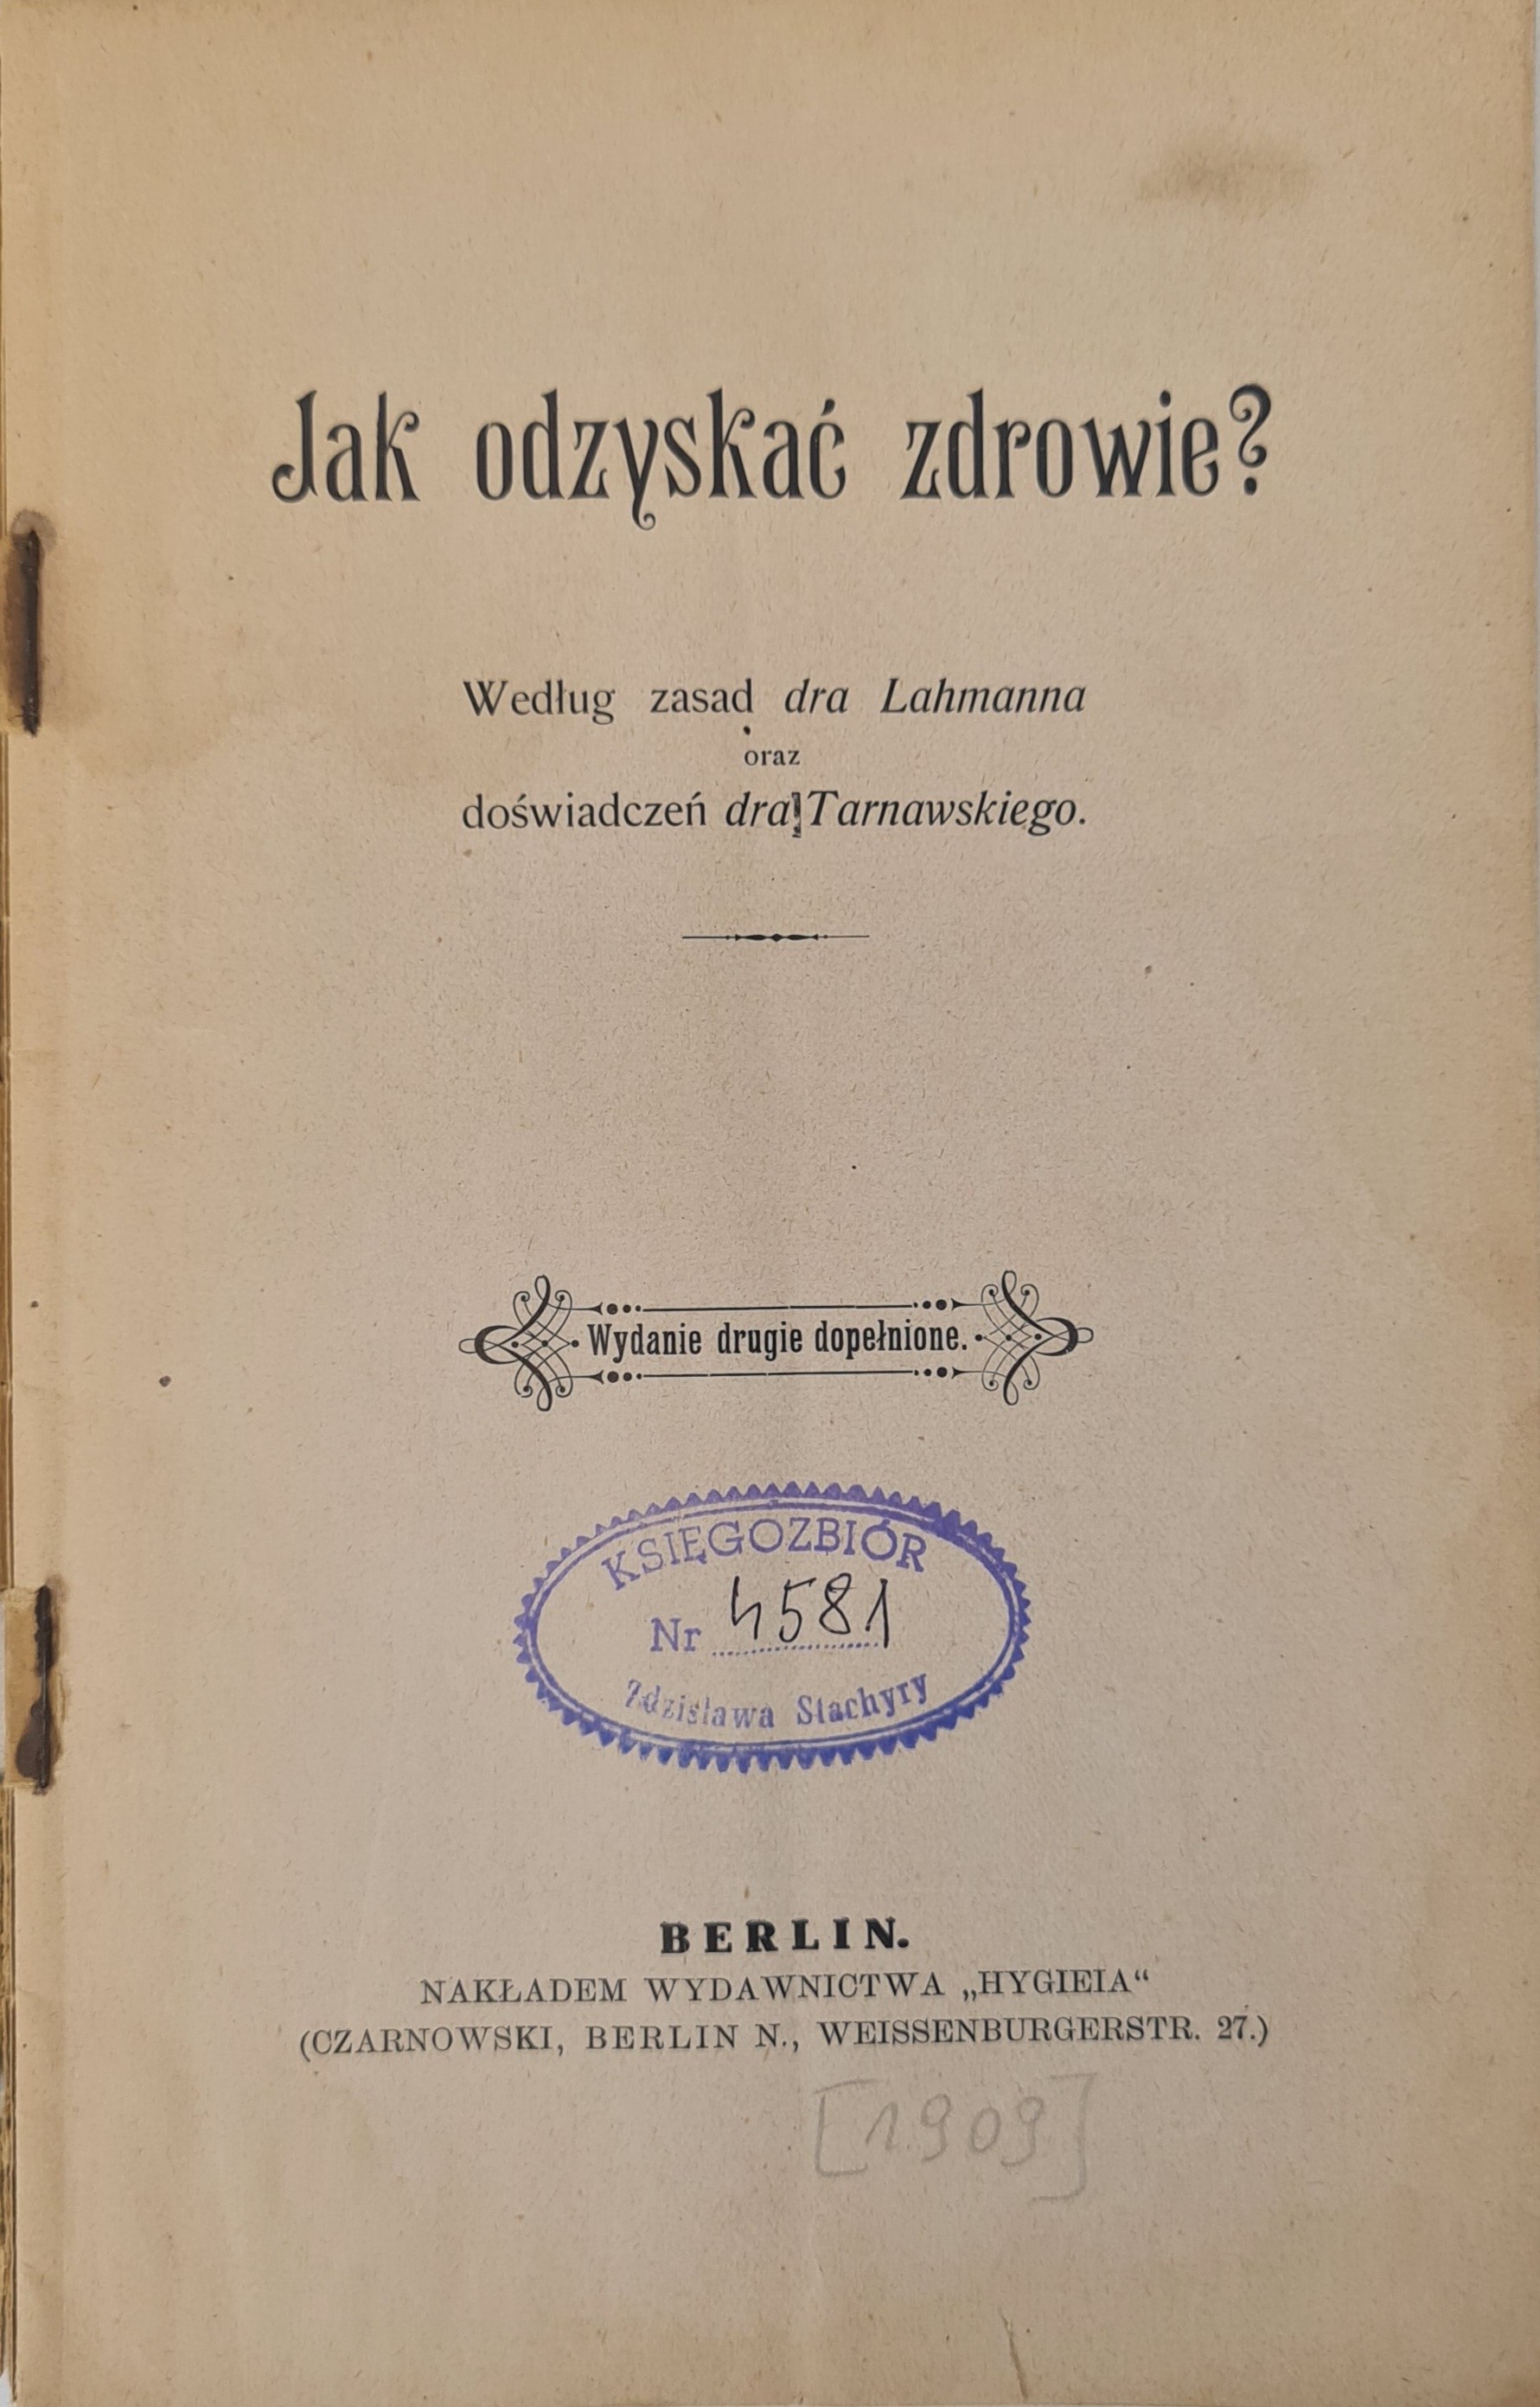 Jak odzyskać zdrowie?
Według zasad dra Lahmanna
oraz
doświadczeń dra Tarnawskiego.
Wydanie drugie dopełnione.
KSIĘGOZBIÓR
Nr 4581
Zdzisława Stachyry
BERLIN.
NAKŁADEM WYDAWNICTWA „HYGIEIA“
(CZARNOWSKI, BERLIN N., WEISSENBURGERSTR. 27.)
[1909]